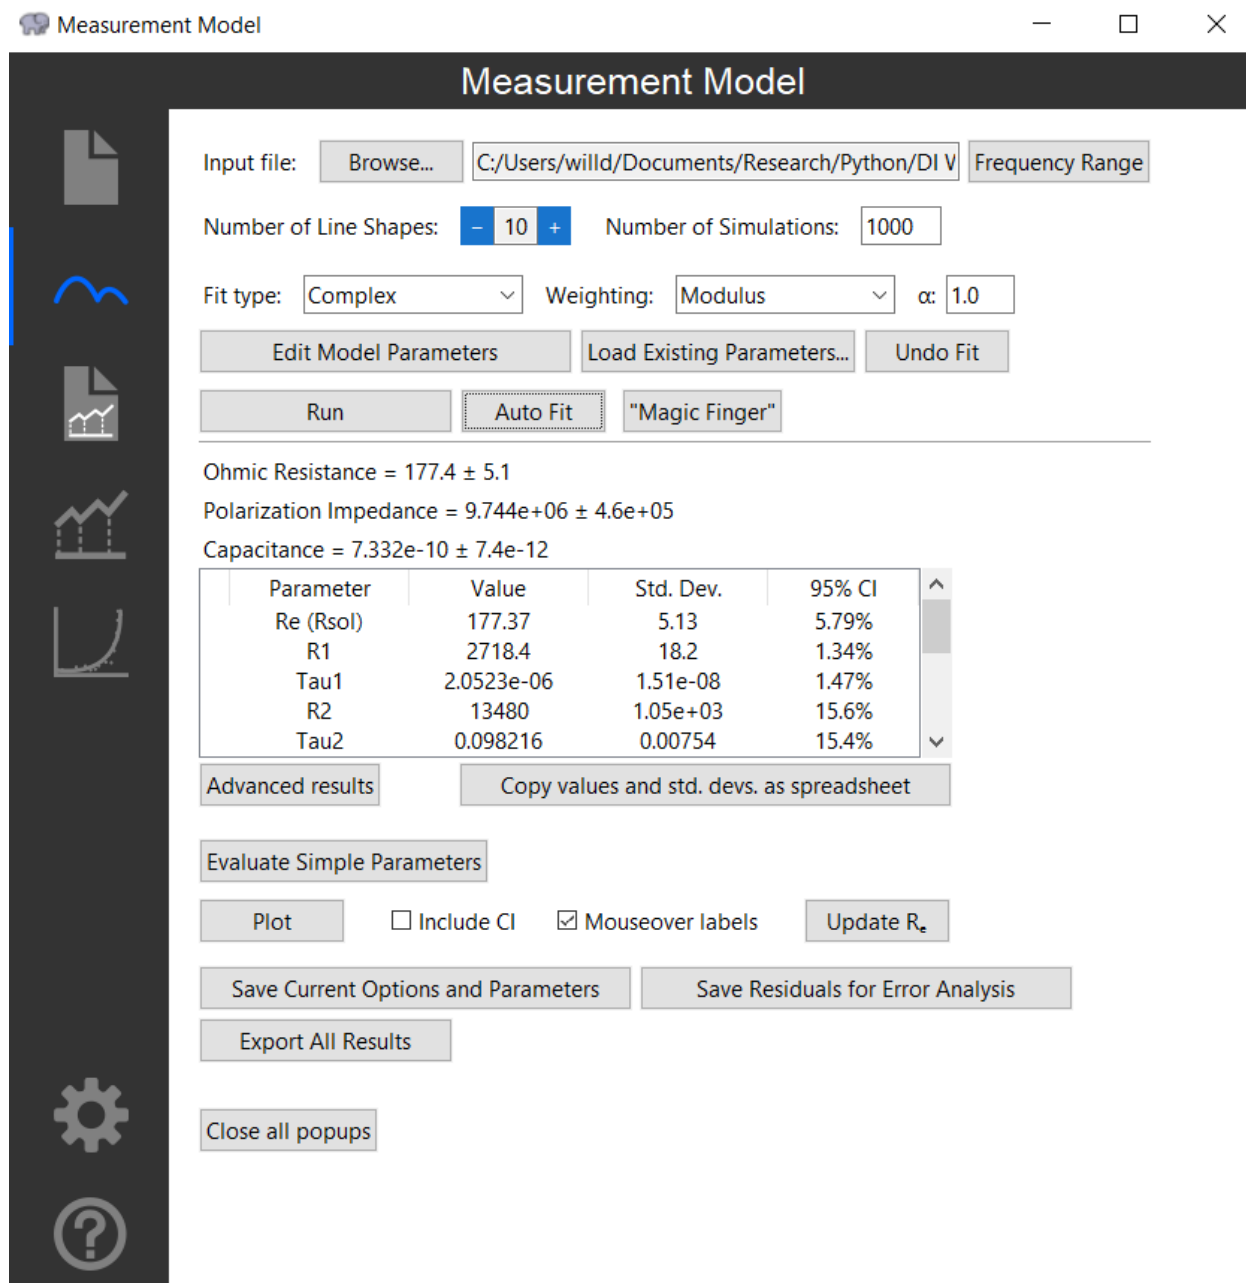 Measurement Model
Measurement Model
Input file: Browse... C:/Users/willd/Documents/Research/Python/DI V Frequency Range
Number of Line Shapes: − 10 + Number of Simulations: 1000
Fit type: Complex Weighting: Modulus α: 1.0
Edit Model Parameters Load Existing Parameters... Undo Fit
Run Auto Fit "Magic Finger"
Ohmic Resistance = 177.4 ± 5.1
Polarization Impedance = 9.744e+06 ± 4.6e+05
Capacitance = 7.332e-10 ± 7.4e-12
Parameter Value Std. Dev. 95% CI
Re (Rsol) 177.37 5.13 5.79%
R1 2718.4 18.2 1.34%
Tau1 2.0523e-06 1.51e-08 1.47%
R2 13480 1.05e+03 15.6%
Tau2 0.098216 0.00754 15.4%
Advanced results Copy values and std. devs. as spreadsheet
Evaluate Simple Parameters
Plot Include CI Mouseover labels Update Rₑ
Save Current Options and Parameters Save Residuals for Error Analysis
Export All Results
Close all popups